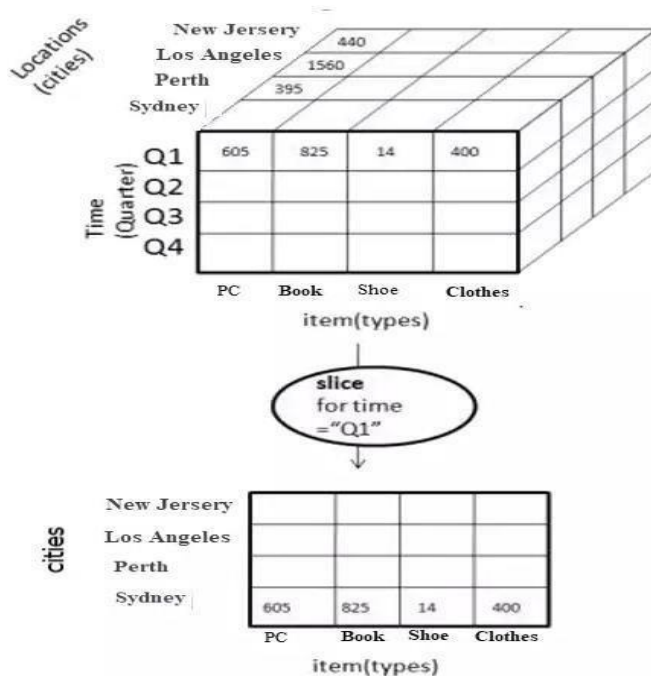 New Jersery
Los Angeles
Perth
Sydney
Locations
(cities)
440
1560
395
Q1 605 825 14 400
Q2
Q3
Q4
Time
(Quarter)
PC Book Shoe Clothes
item(types)
slice
for time
="Q1"
cities
New Jersery
Los Angeles
Perth
Sydney 605 825 14 400
PC Book Shoe Clothes
item(types)